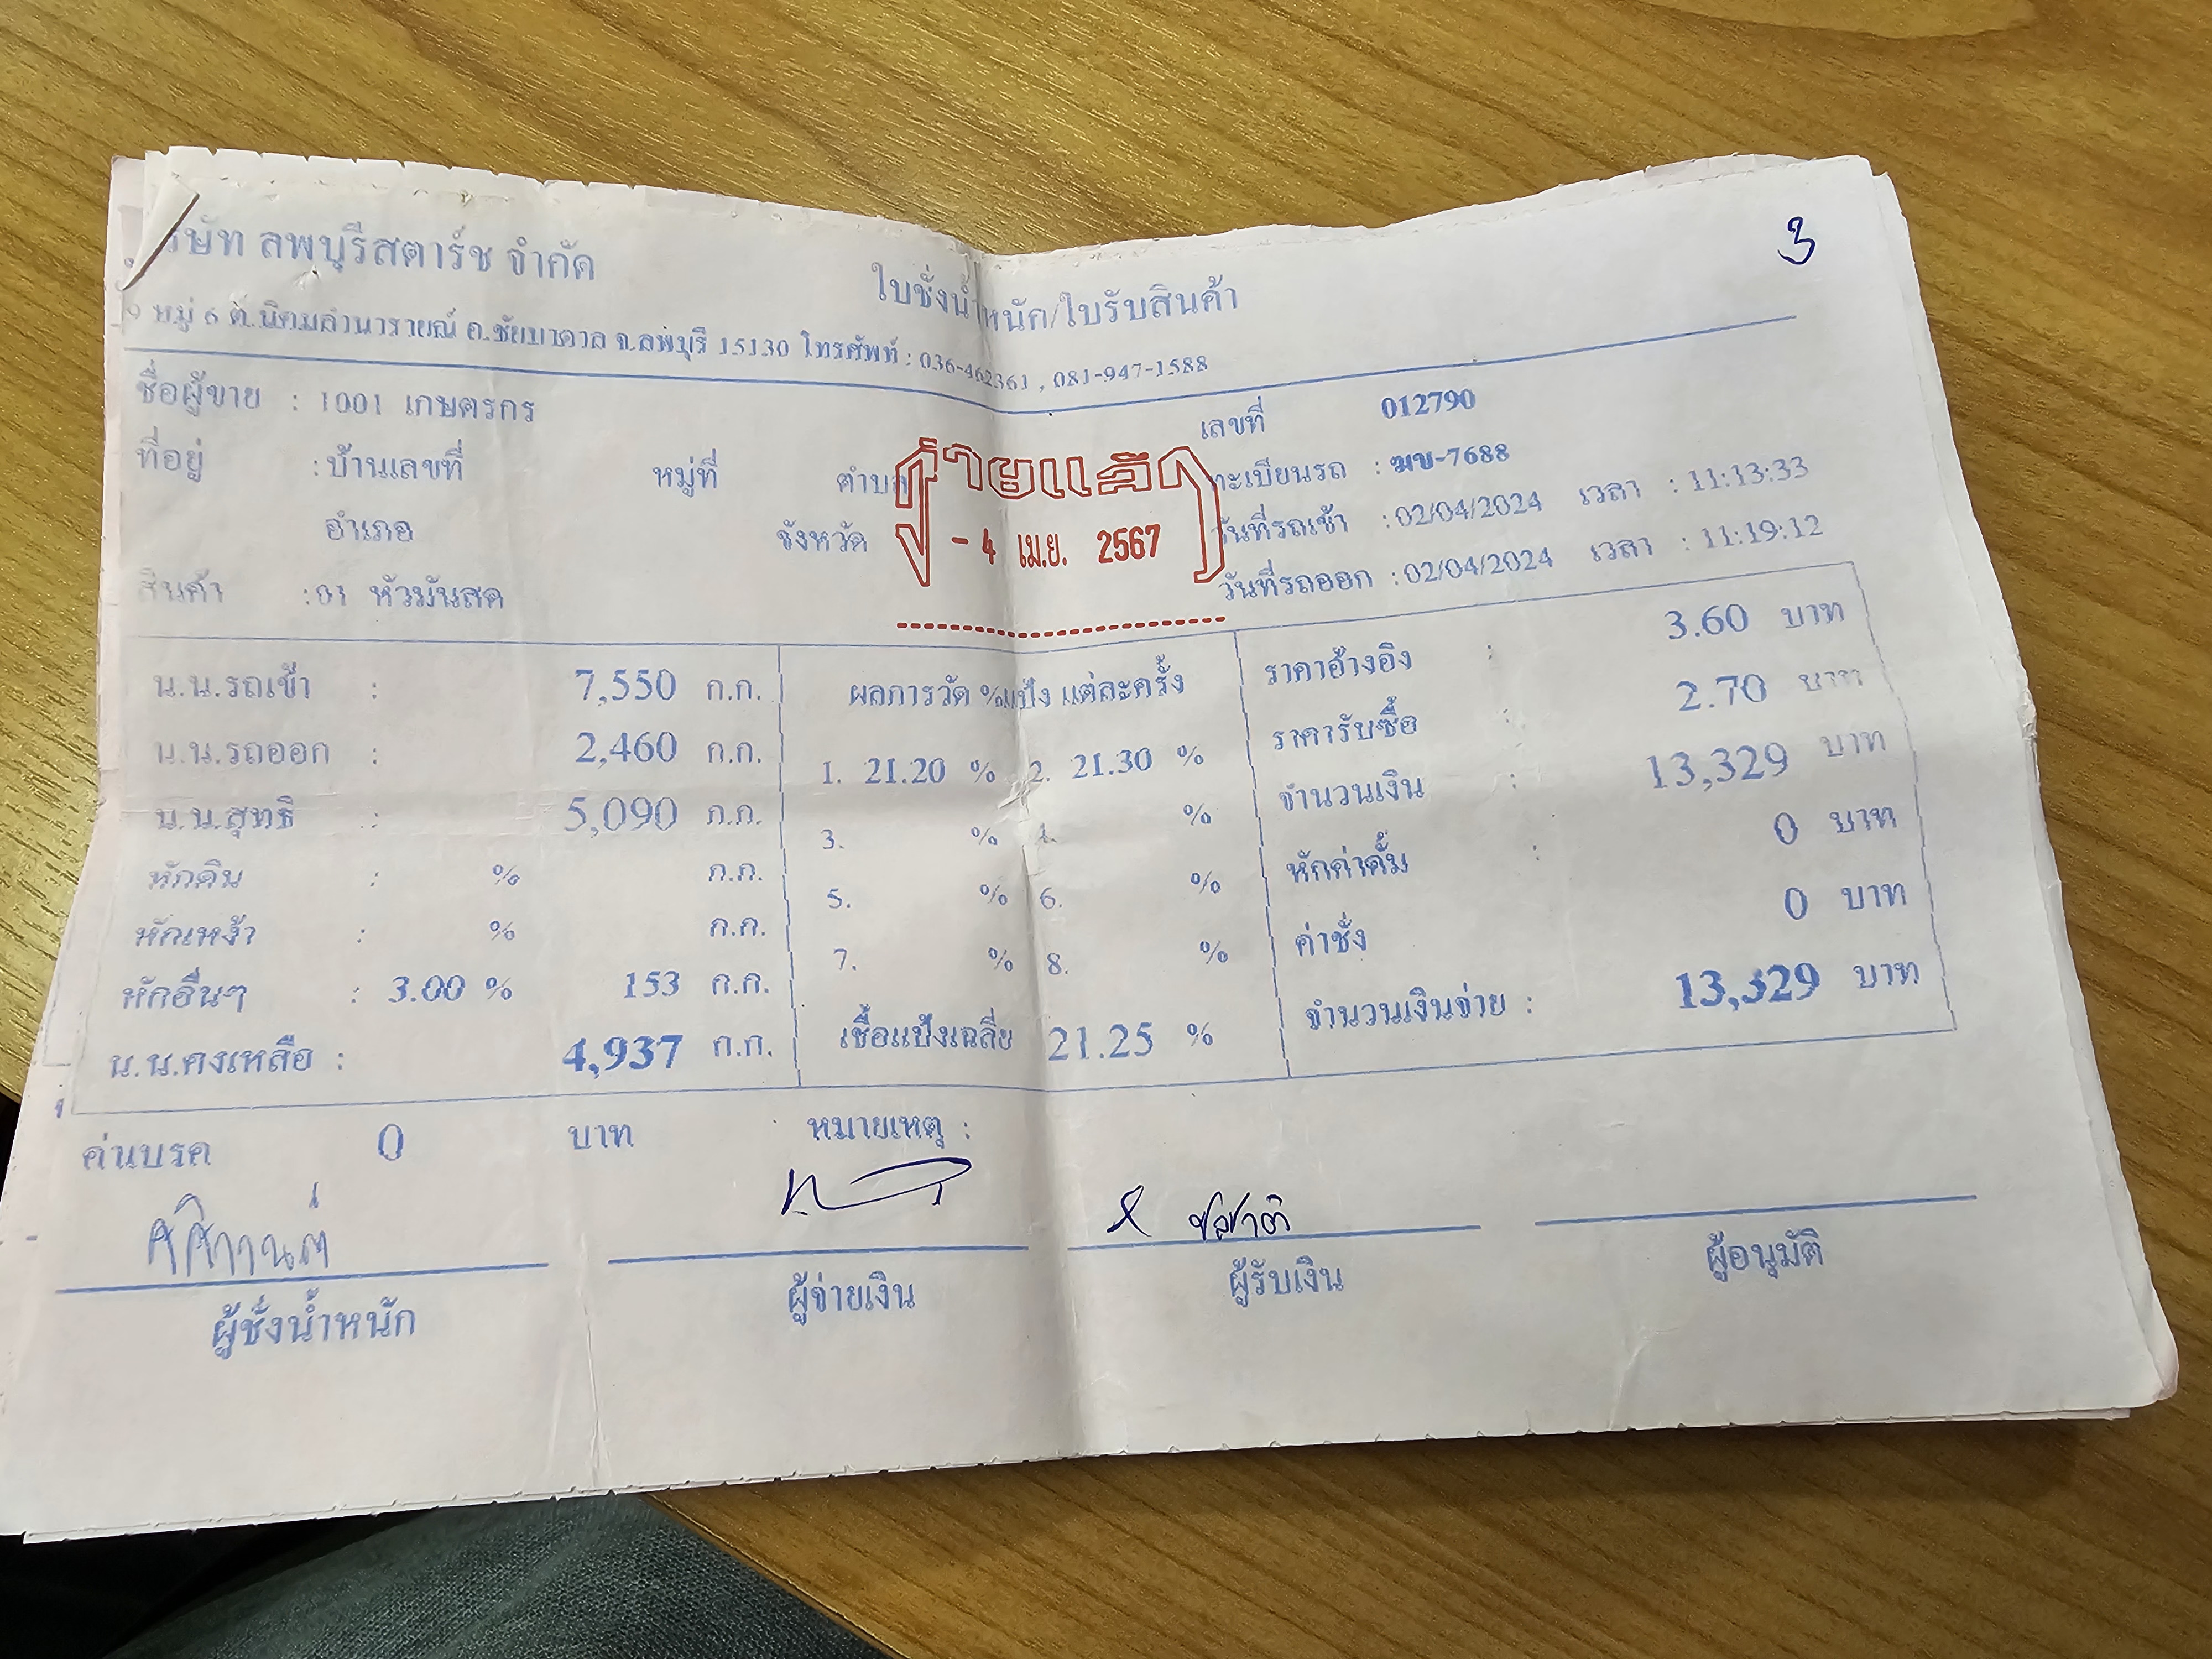 บริษัท ลพบุรีสตาร์ช จำกัด
ใบชั่งน้ำหนัก/ใบรับสินค้า
3
9 หมู่ 6 ต.นิคมลำนารายณ์ อ.ชัยบาดาล จ.ลพบุรี 15130 โทรศัพท์ : 036-462361 , 081-947-1588
ชื่อผู้ขาย : 1001 เกษตรกร
เลขที่ 012790
ที่อยู่ : บ้านเลขที่ หมู่ที่ ตำบล
ทะเบียนรถ : ฒข-7688
อำเภอ จังหวัด
วันที่รถเข้า : 02/04/2024 เวลา : 11:13:33
สินค้า : 01 หัวมันสด
วันที่รถออก : 02/04/2024 เวลา : 11:19:12
จ่ายแล้ว
- 4 เม.ย. 2567
น.น.รถเข้า : 7,550 ก.ก.
น.น.รถออก : 2,460 ก.ก.
น.น.สุทธิ : 5,090 ก.ก.
หักดิน : % ก.ก.
หักเหง้า : % ก.ก.
หักอื่นๆ : 3.00 % 153 ก.ก.
น.น.คงเหลือ : 4,937 ก.ก.
ผลการวัด %แป้ง แต่ละครั้ง
1. 21.20 % 2. 21.30 %
3. % 4. %
5. % 6. %
7. % 8. %
เชื้อแป้งเฉลี่ย 21.25 %
ราคาอ้างอิง : 3.60 บาท
ราคารับซื้อ : 2.70 บาท
จำนวนเงิน : 13,329 บาท
หักค่าดั้ม : 0 บาท
ค่าชั่ง 0 บาท
จำนวนเงินจ่าย : 13,329 บาท
ค่าเบรค 0 บาท หมายเหตุ :
ชลชาติ
ผู้ชั่งน้ำหนัก ผู้จ่ายเงิน ผู้รับเงิน ผู้อนุมัติ